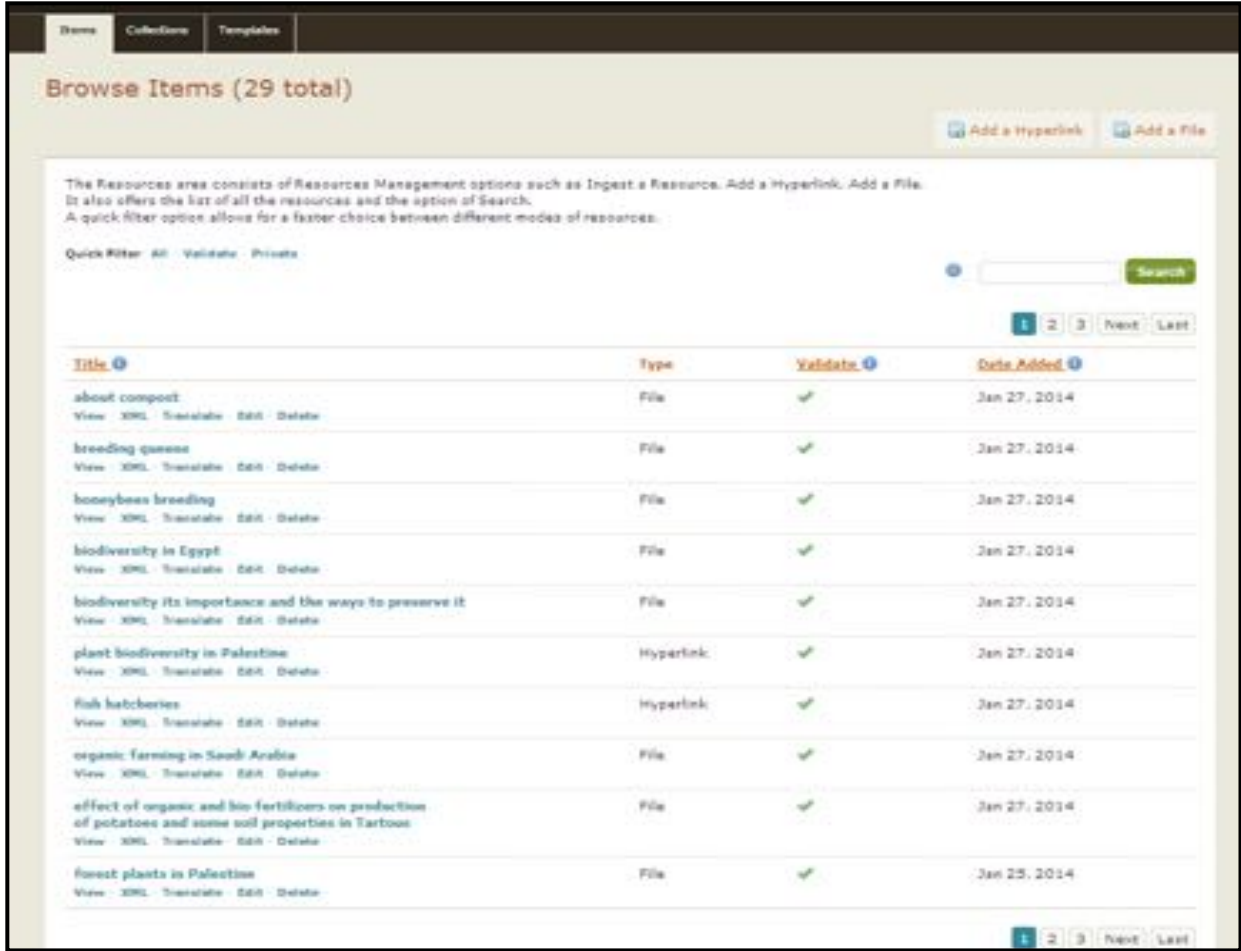 Items Collections Templates
Browse Items (29 total)
Add a Hyperlink Add a File
The Resources area consists of Resources Management options such as Ingest a Resource. Add a Hyperlink. Add a File.
It also offers the list of all the resources and the option of Search.
A quick filter option allows for a faster choice between different modes of resources.
Quick Filter All Validate Private
Search
1 2 3 Next Last
Title Type Validate Date Added
about compost File Jan 27, 2014
View XML Translate Edit Delete
breeding queens File Jan 27, 2014
View XML Translate Edit Delete
honeybees breeding File Jan 27, 2014
View XML Translate Edit Delete
biodiversity in Egypt File Jan 27, 2014
View XML Translate Edit Delete
biodiversity its importance and the ways to preserve it File Jan 27, 2014
View XML Translate Edit Delete
plant biodiversity in Palestine Hyperlink Jan 27, 2014
View XML Translate Edit Delete
fish hatcheries Hyperlink Jan 27, 2014
View XML Translate Edit Delete
organic farming in Saudi Arabia File Jan 27, 2014
View XML Translate Edit Delete
effect of organic and bio fertilizers on production File Jan 27, 2014
of potatoes and some soil properties in Tartous
View XML Translate Edit Delete
forest plants in Palestine File Jan 25, 2014
View XML Translate Edit Delete
1 2 3 Next Last